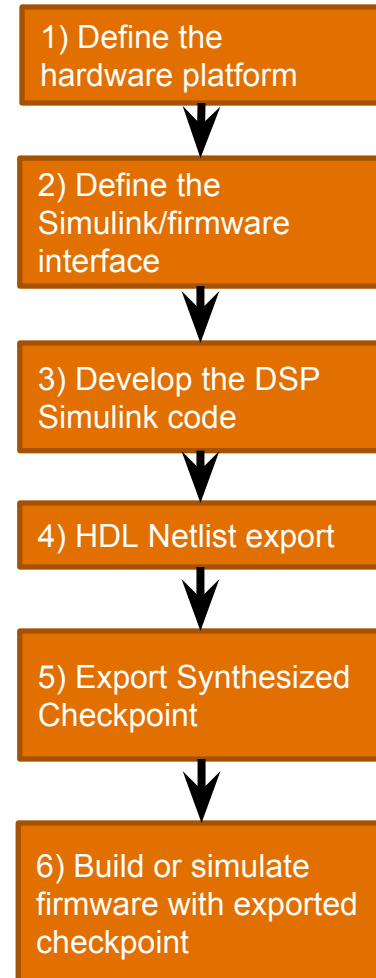 1) Define the
hardware platform
2) Define the
Simulink/firmware
interface
3) Develop the DSP
Simulink code
4) HDL Netlist export
5) Export Synthesized
Checkpoint
6) Build or simulate
firmware with exported
checkpoint